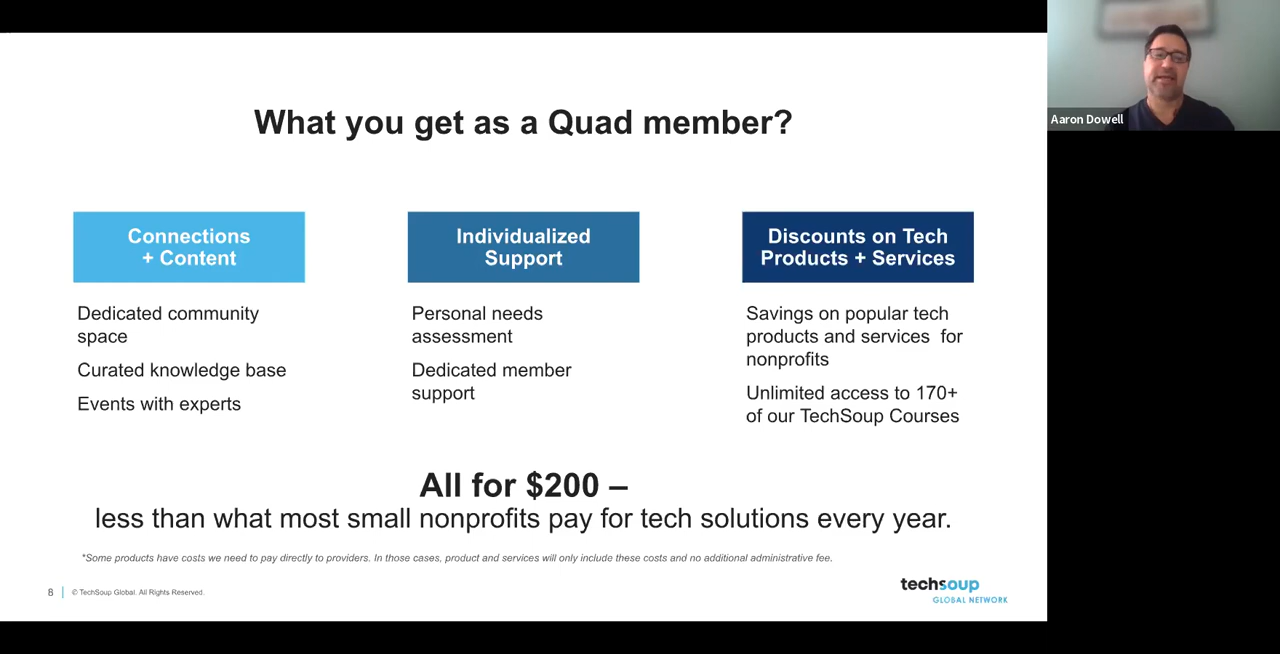 What you get as a Quad member?
Connections
+ Content
Dedicated community
space
Curated knowledge base
Events with experts
Individualized
Support
Personal needs
assessment
Dedicated member
support
Discounts on Tech
Products + Services
Savings on popular tech
products and services  for
nonprofits
Unlimited access to 170+
of our TechSoup Courses
All for $200 –
less than what most small nonprofits pay for tech solutions every year.
*Some products have costs we need to pay directly to providers. In those cases, product and services will only include these costs and no additional administrative fee.
8 | © TechSoup Global. All Rights Reserved.
techsoup
GLOBAL NETWORK
Aaron Dowell